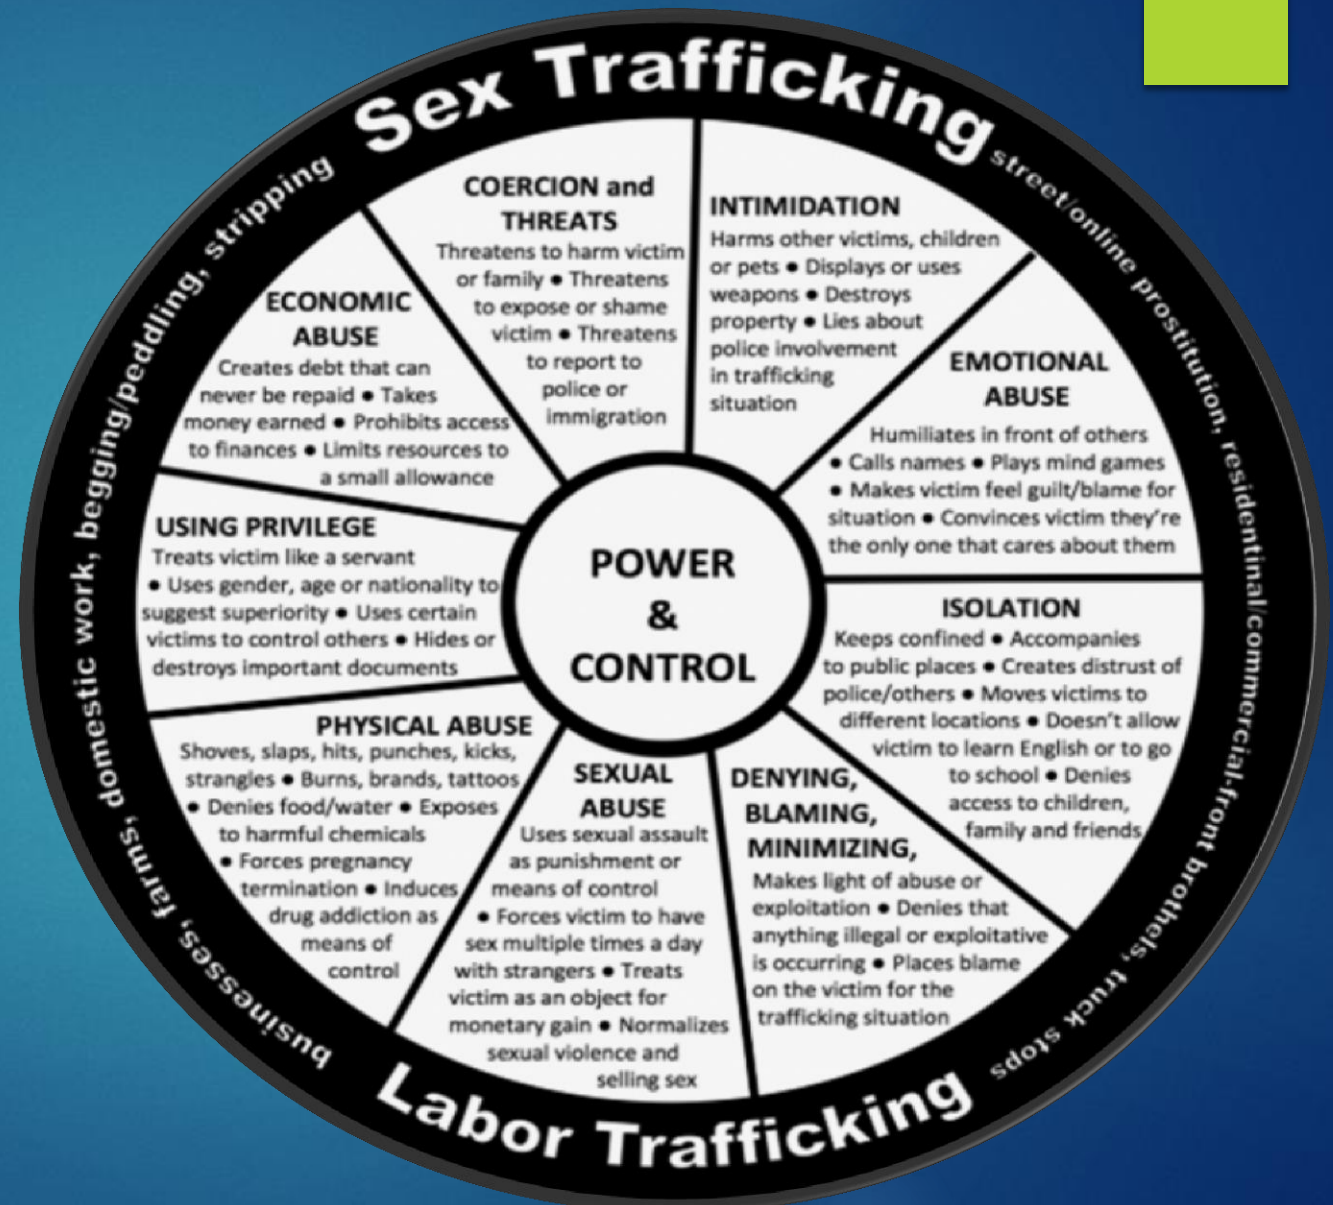 Sex Trafficking
street/online prostitution, residentinal/commercial-front brothels, truck stops
Labor Trafficking
businesses, farms, domestic work, begging/peddling, stripping
POWER
&
CONTROL
COERCION and
THREATS
Threatens to harm victim
or family • Threatens
to expose or shame
victim • Threatens
to report to
police or
immigration
INTIMIDATION
Harms other victims, children
or pets • Displays or uses
weapons • Destroys
property • Lies about
police involvement
in trafficking
situation
EMOTIONAL
ABUSE
Humiliates in front of others
• Calls names • Plays mind games
• Makes victim feel guilt/blame for
situation • Convinces victim they're
the only one that cares about them
ISOLATION
Keeps confined • Accompanies
to public places • Creates distrust of
police/others • Moves victims to
different locations • Doesn't allow
victim to learn English or to go
to school • Denies
access to children,
family and friends
DENYING,
BLAMING,
MINIMIZING,
Makes light of abuse or
exploitation • Denies that
anything illegal or exploitative
is occurring • Places blame
on the victim for the
trafficking situation
SEXUAL
ABUSE
Uses sexual assault
as punishment or
means of control
• Forces victim to have
sex multiple times a day
with strangers • Treats
victim as an object for
monetary gain • Normalizes
sexual violence and
selling sex
PHYSICAL ABUSE
Shoves, slaps, hits, punches, kicks,
strangles • Burns, brands, tattoos
• Denies food/water • Exposes
to harmful chemicals
• Forces pregnancy
termination • Induces
drug addiction as
means of
control
USING PRIVILEGE
Treats victim like a servant
• Uses gender, age or nationality to
suggest superiority • Uses certain
victims to control others • Hides or
destroys important documents
ECONOMIC
ABUSE
Creates debt that can
never be repaid • Takes
money earned • Prohibits access
to finances • Limits resources to
a small allowance